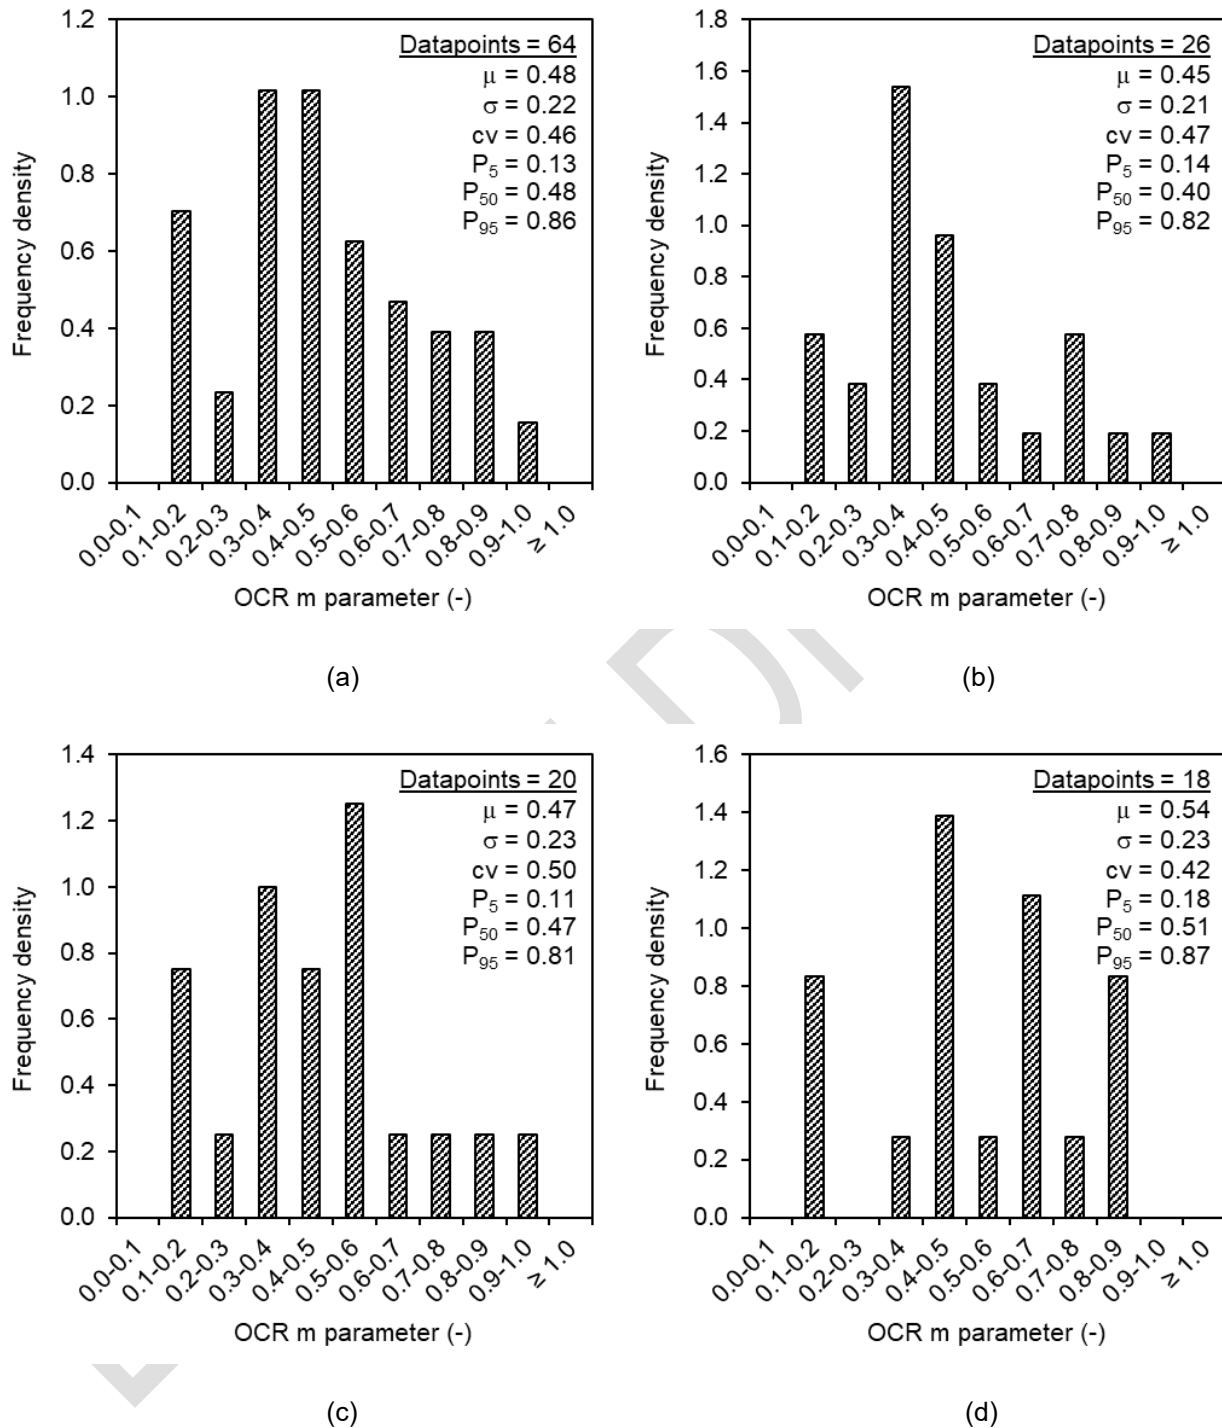 1.2
1.0
0.8
0.6
0.4
0.2
0.0
Frequency density
Datapoints = 64
μ = 0.48
σ = 0.22
cv = 0.46
P5 = 0.13
P50 = 0.48
P95 = 0.86
0.0-0.1
0.1-0.2
0.2-0.3
0.3-0.4
0.4-0.5
0.5-0.6
0.6-0.7
0.7-0.8
0.8-0.9
0.9-1.0
≥ 1.0
OCR m parameter (-)
(a)
1.8
1.6
1.4
1.2
1.0
0.8
0.6
0.4
0.2
0.0
Frequency density
Datapoints = 26
μ = 0.45
σ = 0.21
cv = 0.47
P5 = 0.14
P50 = 0.40
P95 = 0.82
0.0-0.1
0.1-0.2
0.2-0.3
0.3-0.4
0.4-0.5
0.5-0.6
0.6-0.7
0.7-0.8
0.8-0.9
0.9-1.0
≥ 1.0
OCR m parameter (-)
(b)
1.4
1.2
1.0
0.8
0.6
0.4
0.2
0.0
Frequency density
Datapoints = 20
μ = 0.47
σ = 0.23
cv = 0.50
P5 = 0.11
P50 = 0.47
P95 = 0.81
0.0-0.1
0.1-0.2
0.2-0.3
0.3-0.4
0.4-0.5
0.5-0.6
0.6-0.7
0.7-0.8
0.8-0.9
0.9-1.0
≥ 1.0
OCR m parameter (-)
(c)
1.6
1.4
1.2
1.0
0.8
0.6
0.4
0.2
0.0
Frequency density
Datapoints = 18
μ = 0.54
σ = 0.23
cv = 0.42
P5 = 0.18
P50 = 0.51
P95 = 0.87
0.0-0.1
0.1-0.2
0.2-0.3
0.3-0.4
0.4-0.5
0.5-0.6
0.6-0.7
0.7-0.8
0.8-0.9
0.9-1.0
≥ 1.0
OCR m parameter (-)
(d)